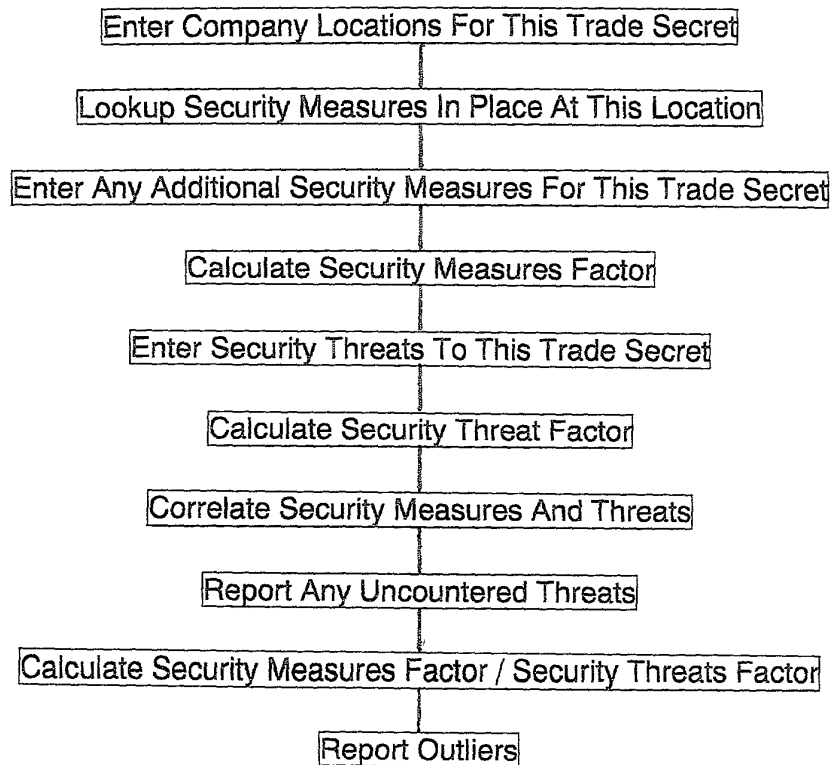 Enter Company Locations For This Trade Secret
Lookup Security Measures In Place At This Location
Enter Any Additional Security Measures For This Trade Secret
Calculate Security Measures Factor
Enter Security Threats To This Trade Secret
Calculate Security Threat Factor
Correlate Security Measures And Threats
Report Any Uncountered Threats
Calculate Security Measures Factor / Security Threats Factor
Report Outliers